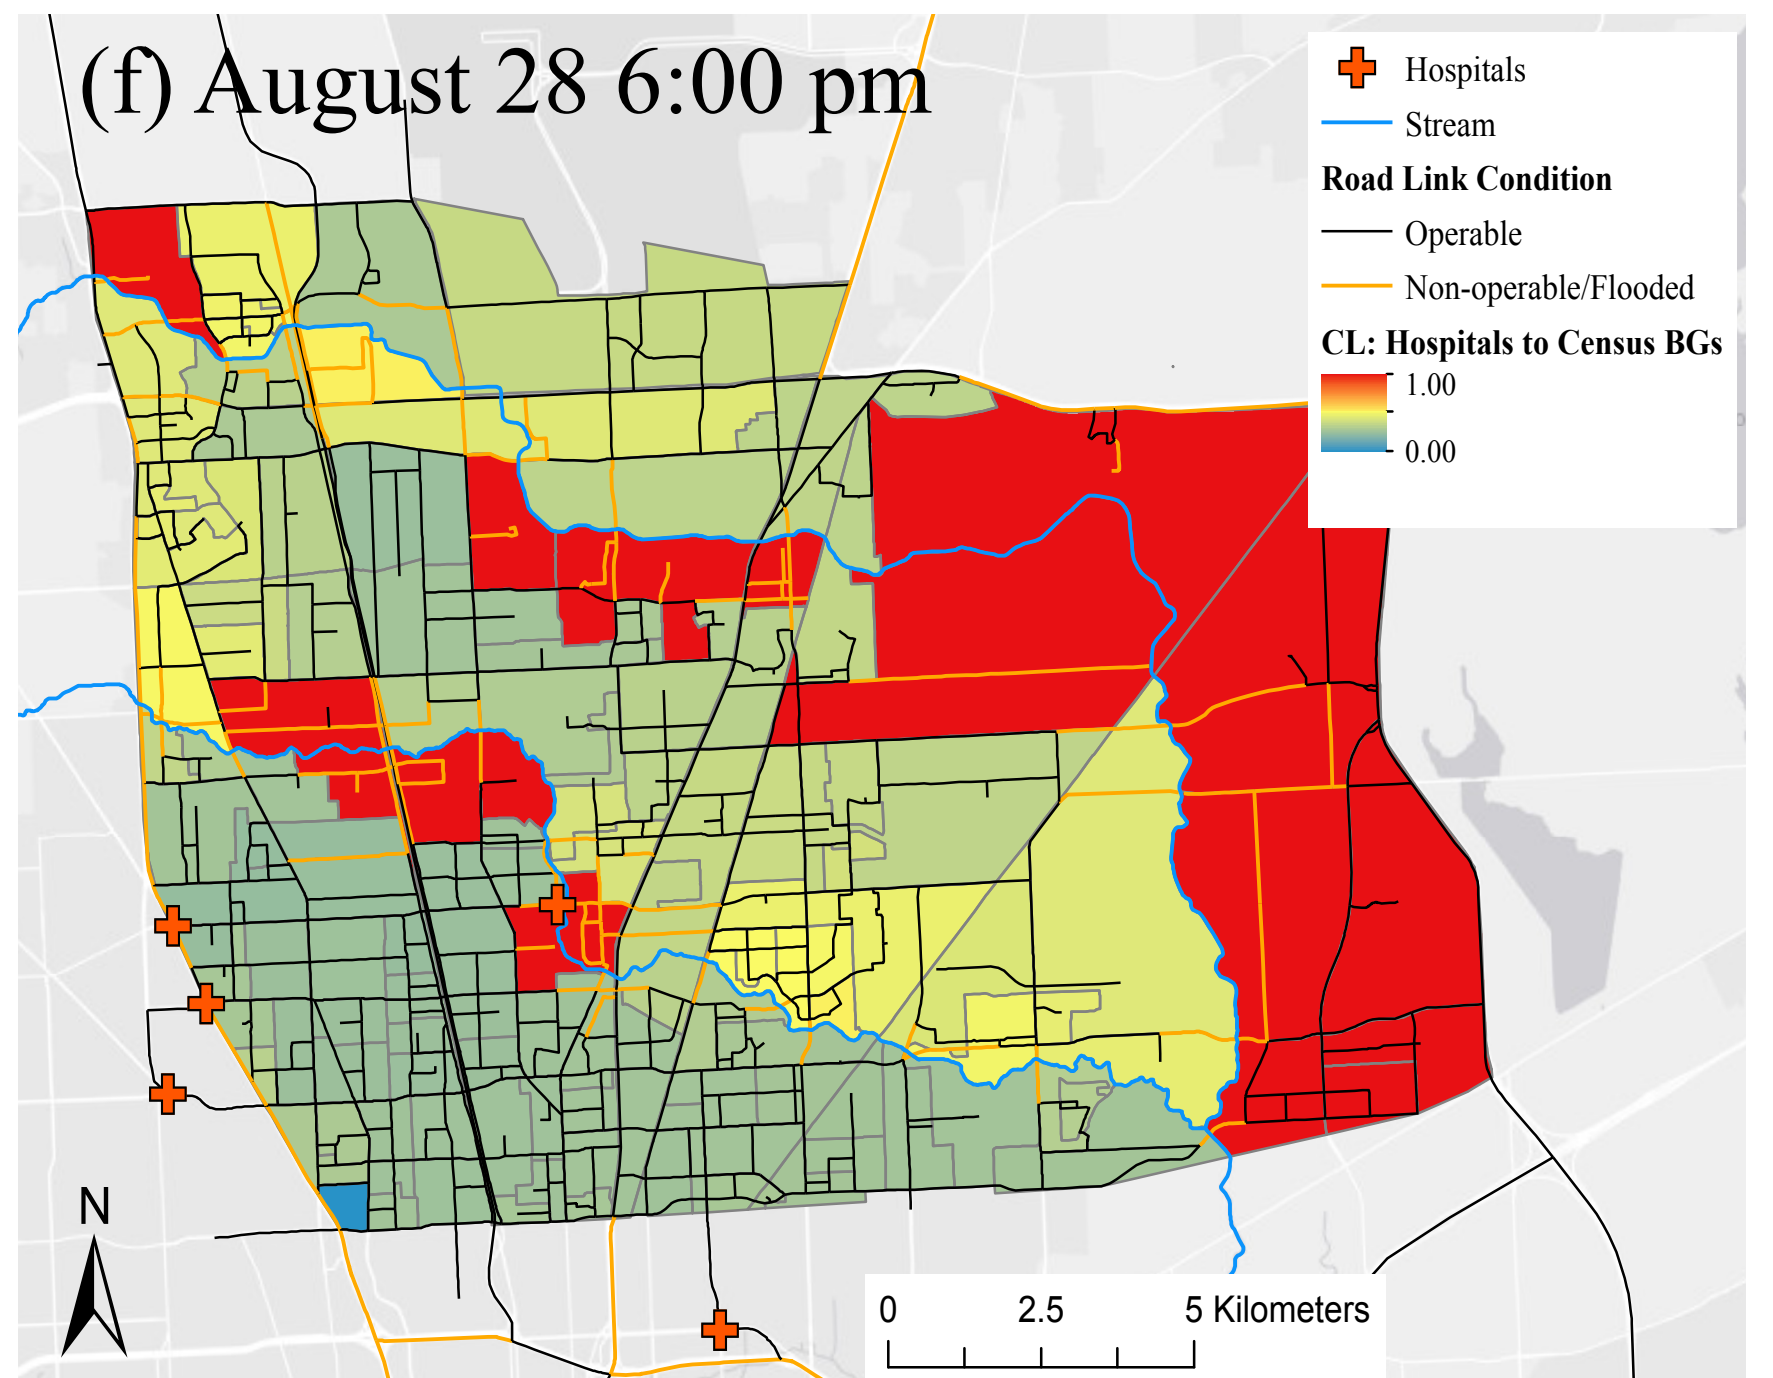 (f) August 28 6:00 pm
Hospitals
Stream
Road Link Condition
Operable
Non-operable/Flooded
CL: Hospitals to Census BGs
1.00
0.00
N
0 2.5 5 Kilometers